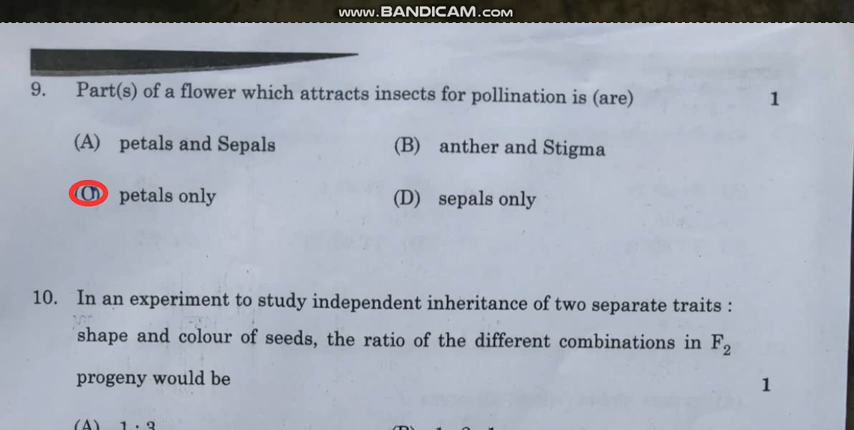 www.BANDICAM.com
9. Part(s) of a flower which attracts insects for pollination is (are) 1
(A) petals and Sepals (B) anther and Stigma
(C) petals only (D) sepals only
10. In an experiment to study independent inheritance of two separate traits :
shape and colour of seeds, the ratio of the different combinations in F₂
progeny would be 1
(A) 1 : 3